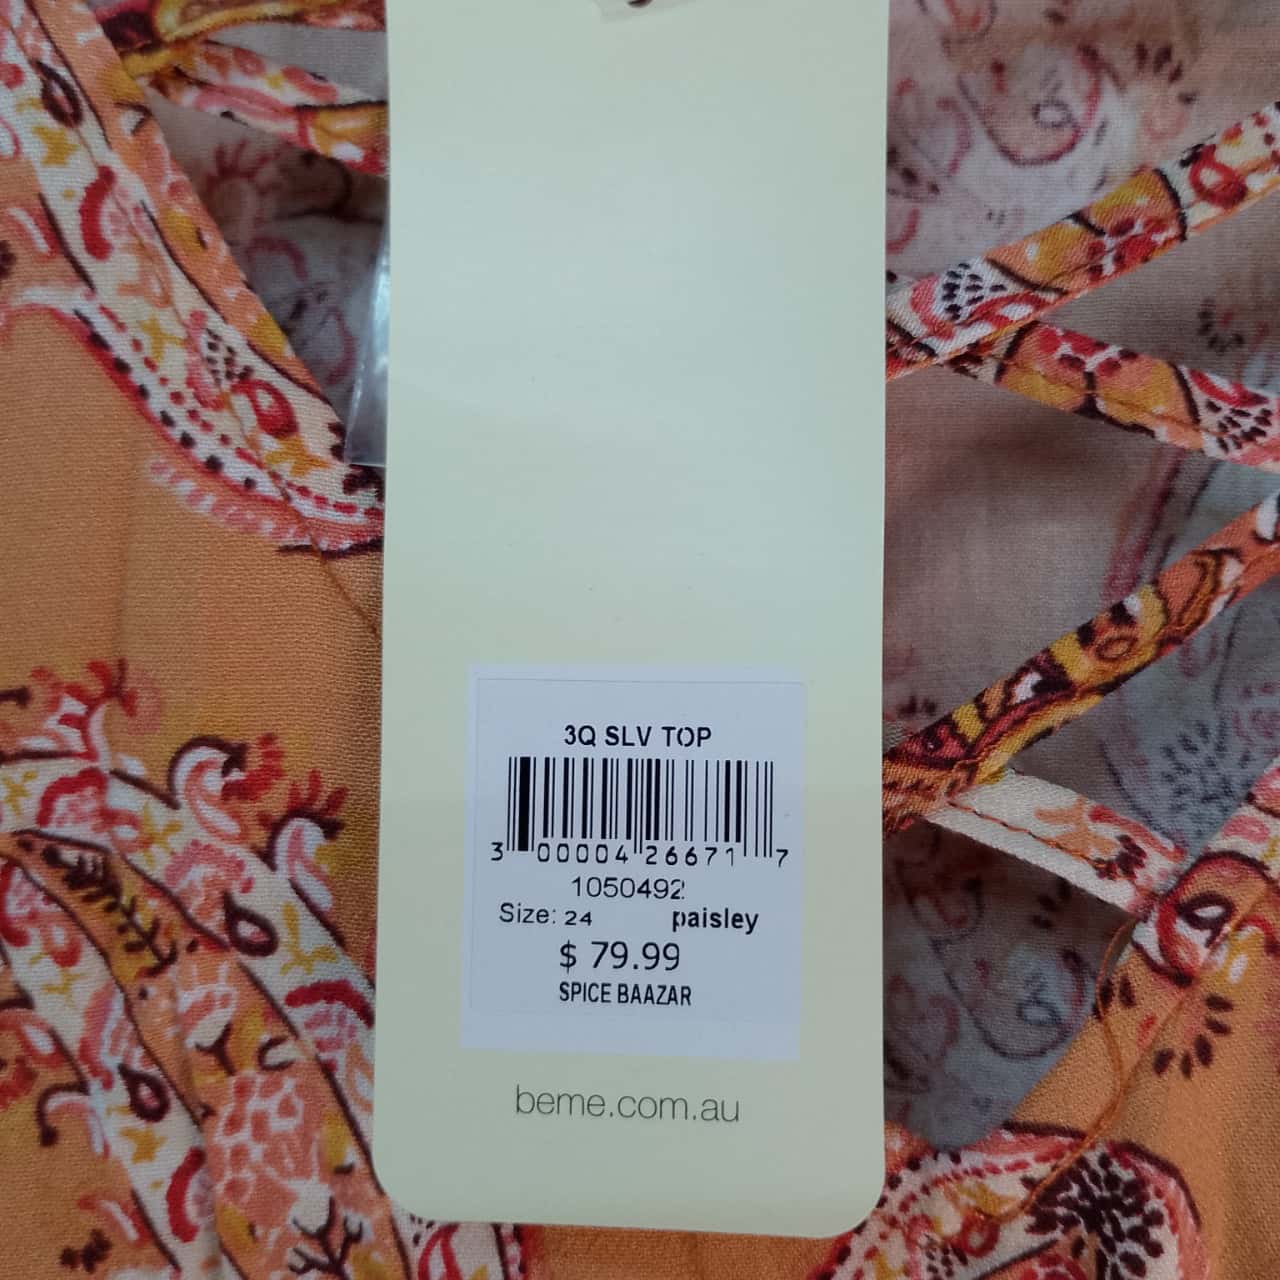 3Q SLV TOP
3 00004 26671 7
1050492
Size: 24 paisley
$ 79.99
SPICE BAAZAR
beme.com.au